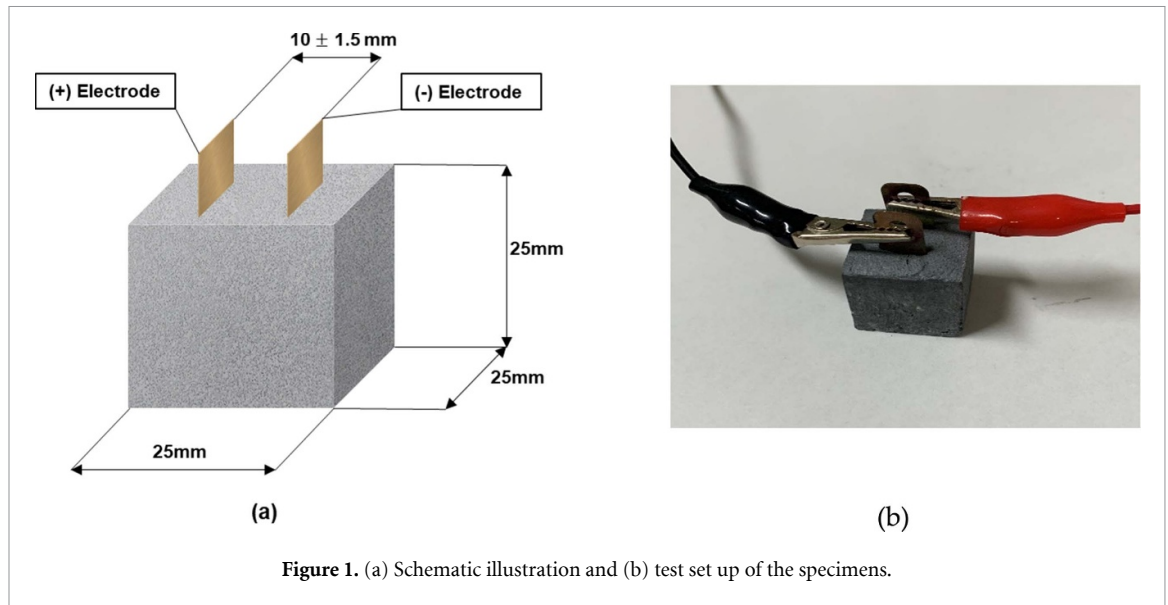 10 ± 1.5 mm
(+) Electrode
(-) Electrode
25mm
25mm
25mm
(a)
(b)
Figure 1. (a) Schematic illustration and (b) test set up of the specimens.